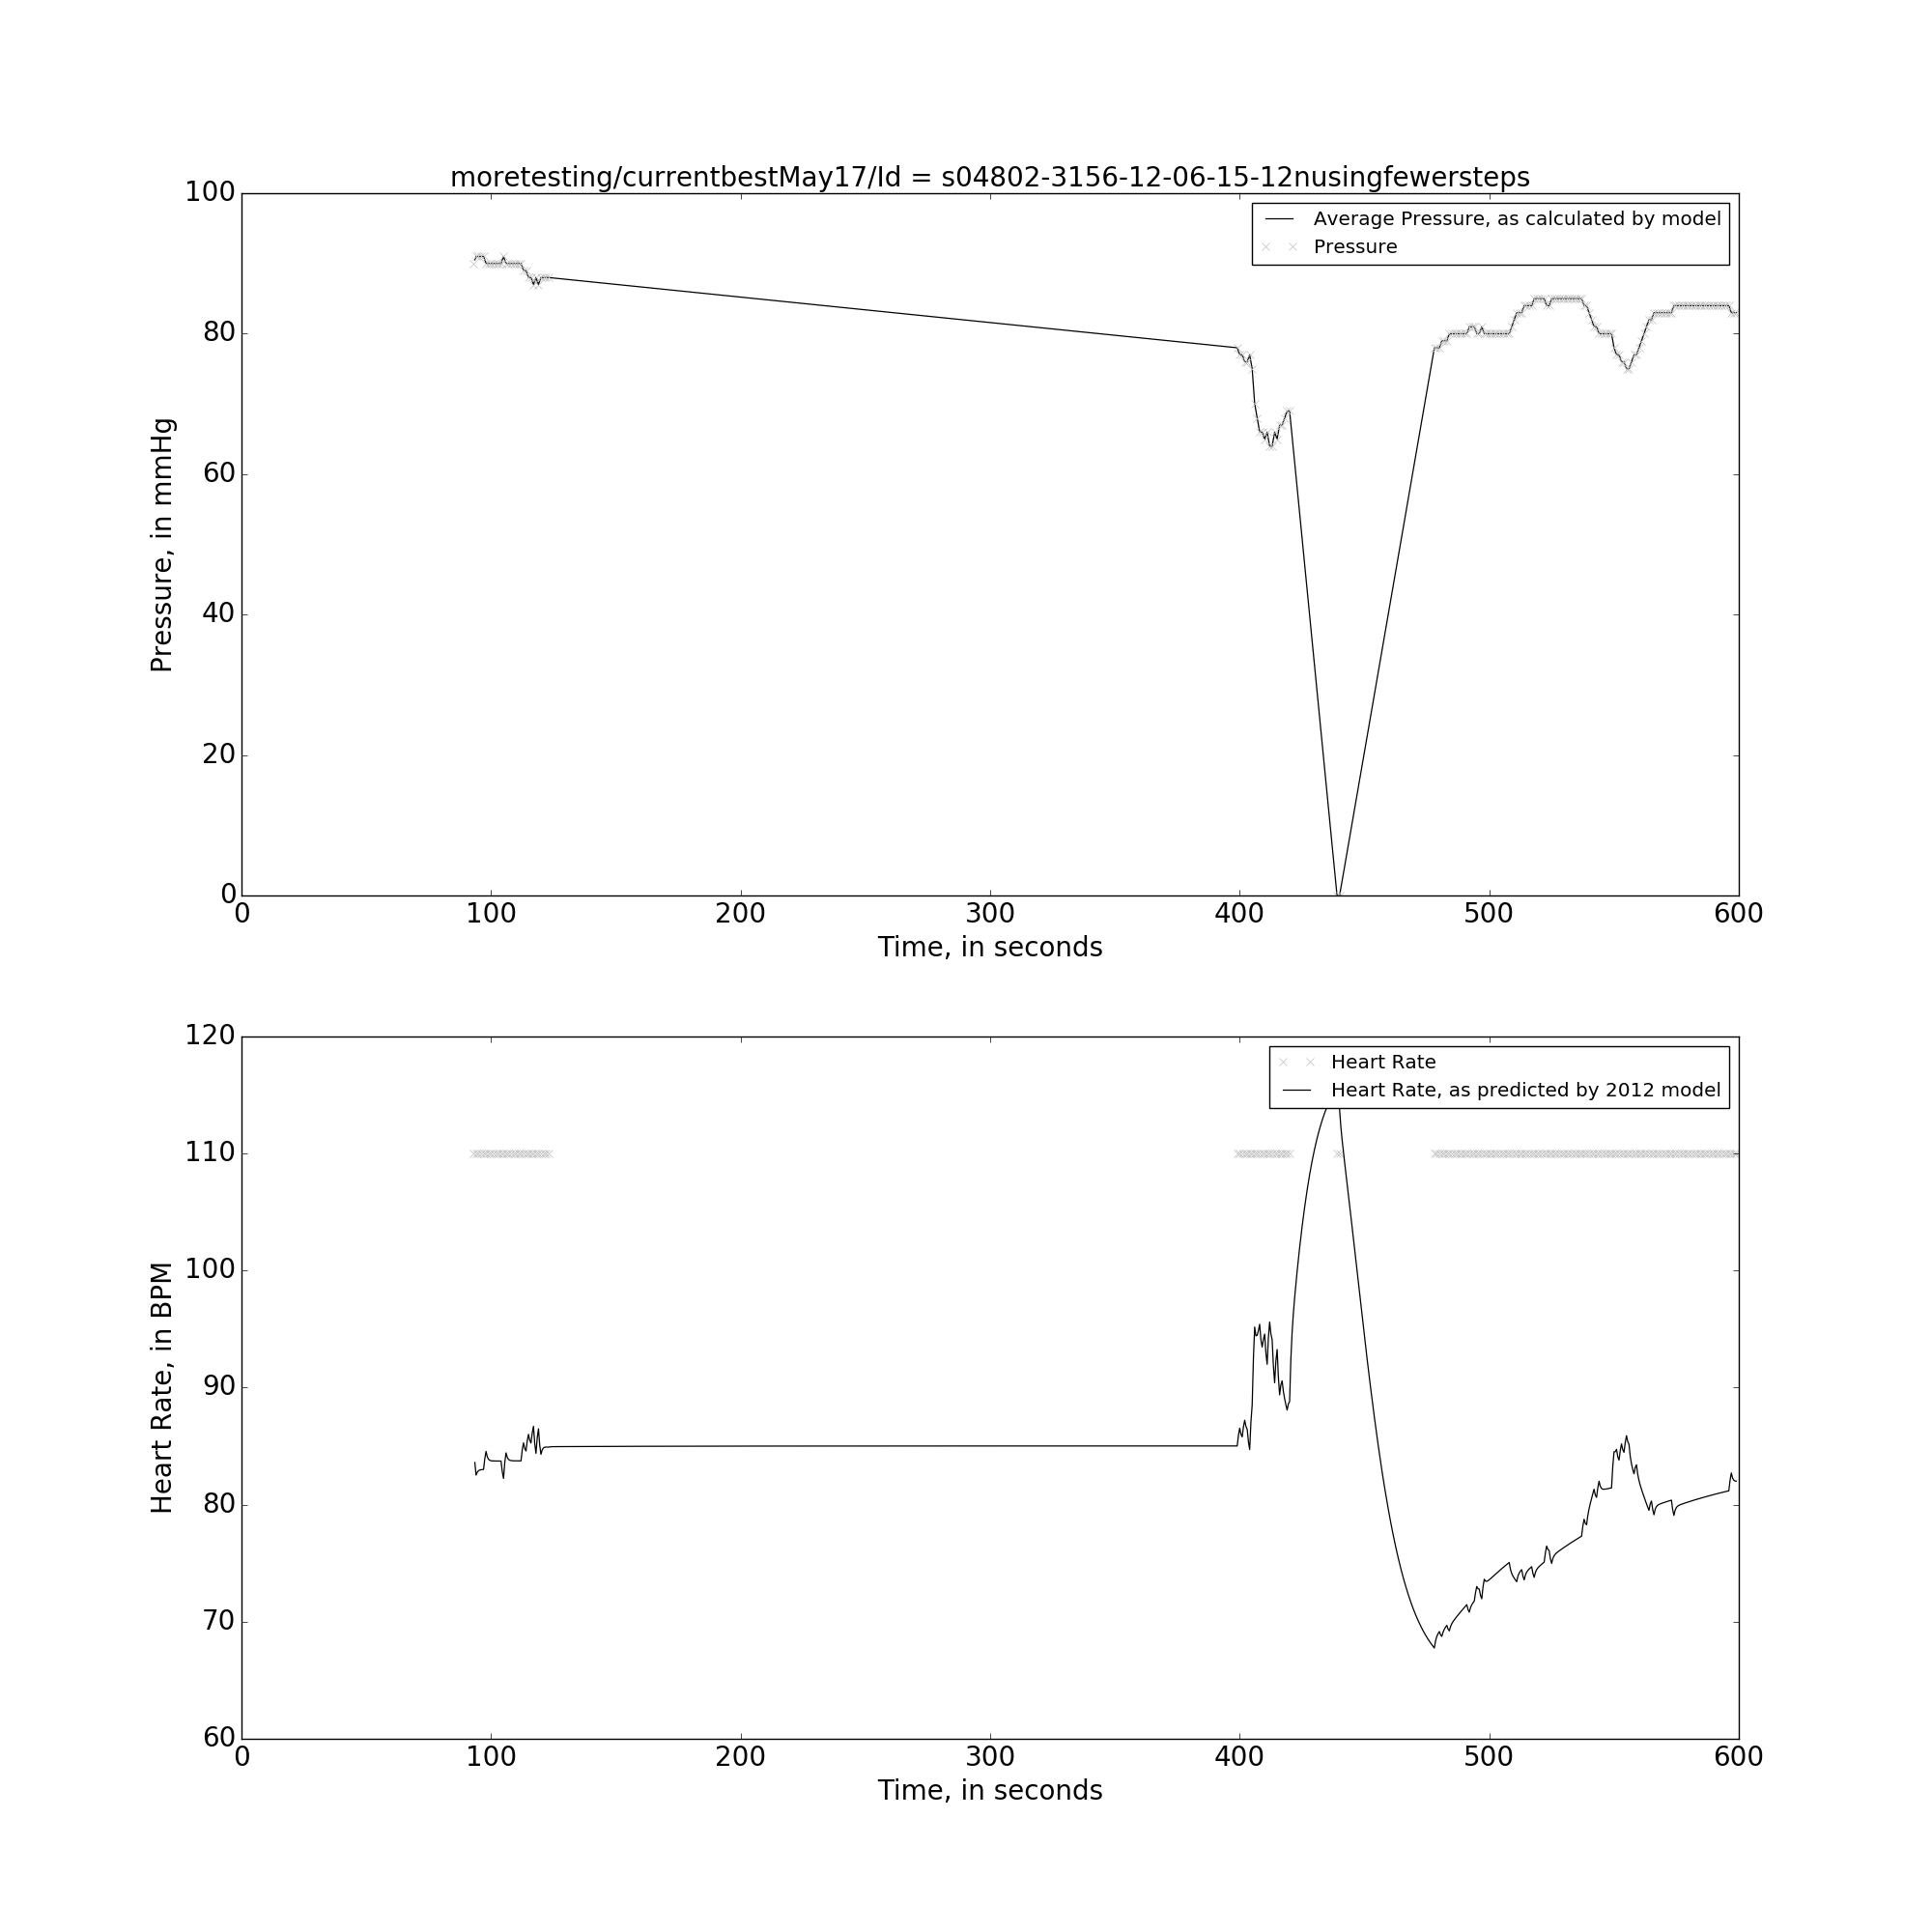 moretesting/currentbestMay17/Id = s04802-3156-12-06-15-12nusingfewersteps
100
80
60
40
20
0
Pressure, in mmHg
Average Pressure, as calculated by model
Pressure
0 100 200 300 400 500 600
Time, in seconds
120
110
100
90
80
70
60
Heart Rate, in BPM
Heart Rate
Heart Rate, as predicted by 2012 model
0 100 200 300 400 500 600
Time, in seconds